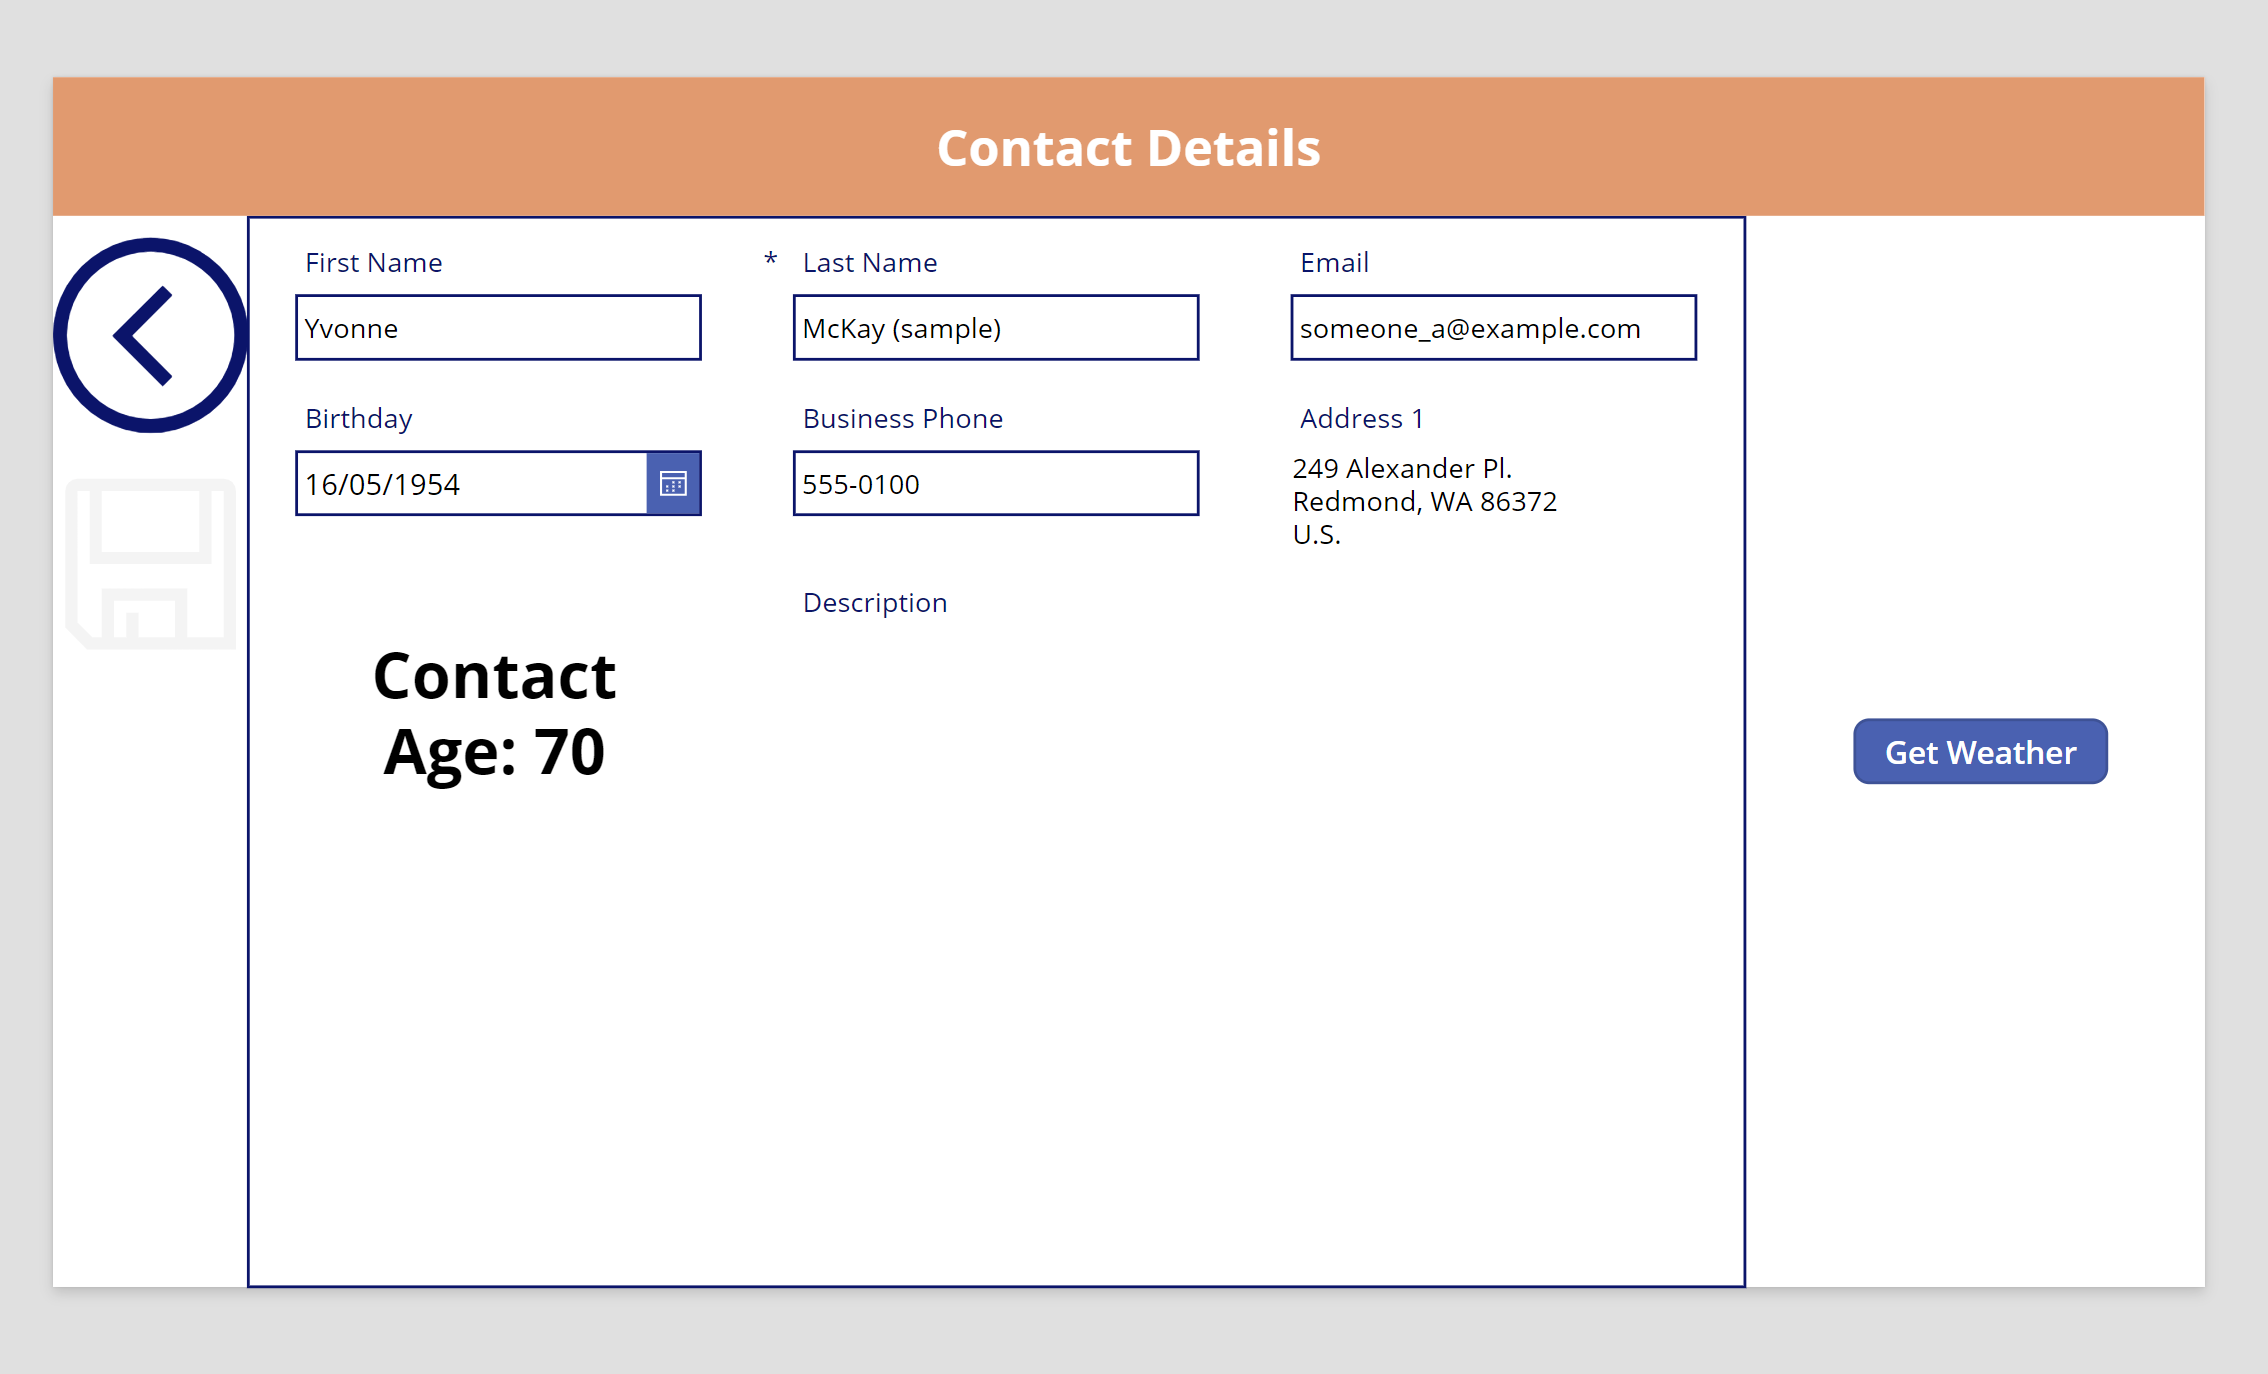 Contact Details
First Name
* Last Name
Email
Yvonne
McKay (sample)
someone_a@example.com
Birthday
Business Phone
Address 1
16/05/1954
555-0100
249 Alexander Pl.
Redmond, WA 86372
U.S.
Description
Contact
Age: 70
Get Weather